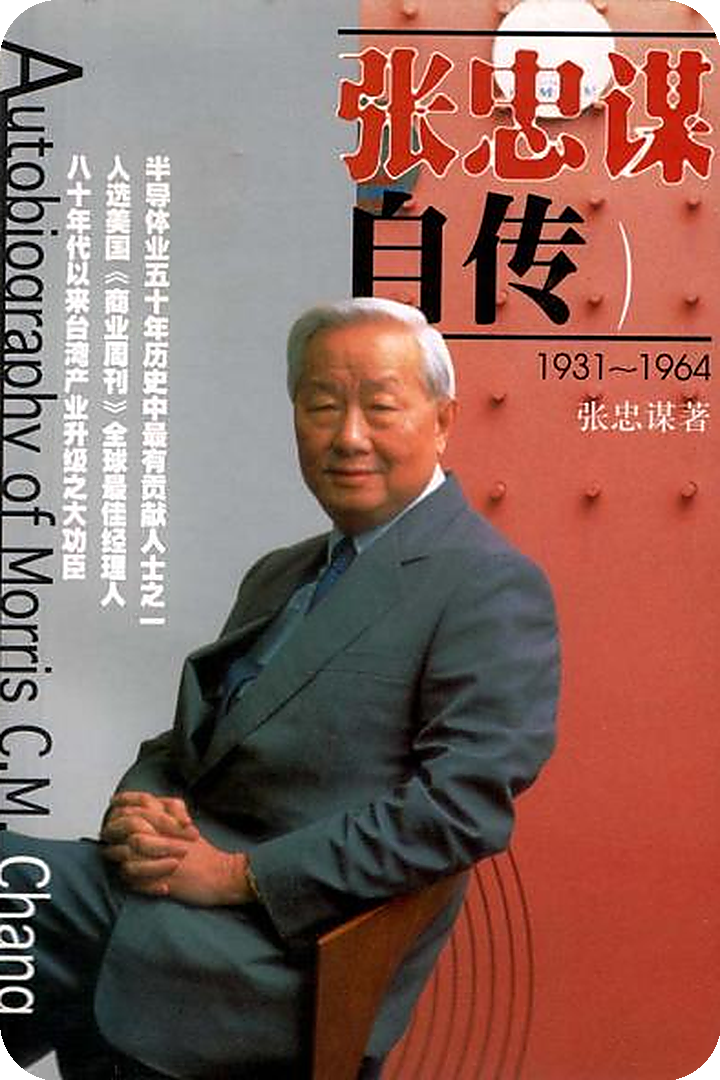 张忠谋
自传
1931~1964
张忠谋著
半导体业五十年历史中最有贡献人士之一
入选美国《商业周刊》全球最佳经理人
八十年代以来台湾产业升级之大功臣
Autobiography of Morris C.M. Chang